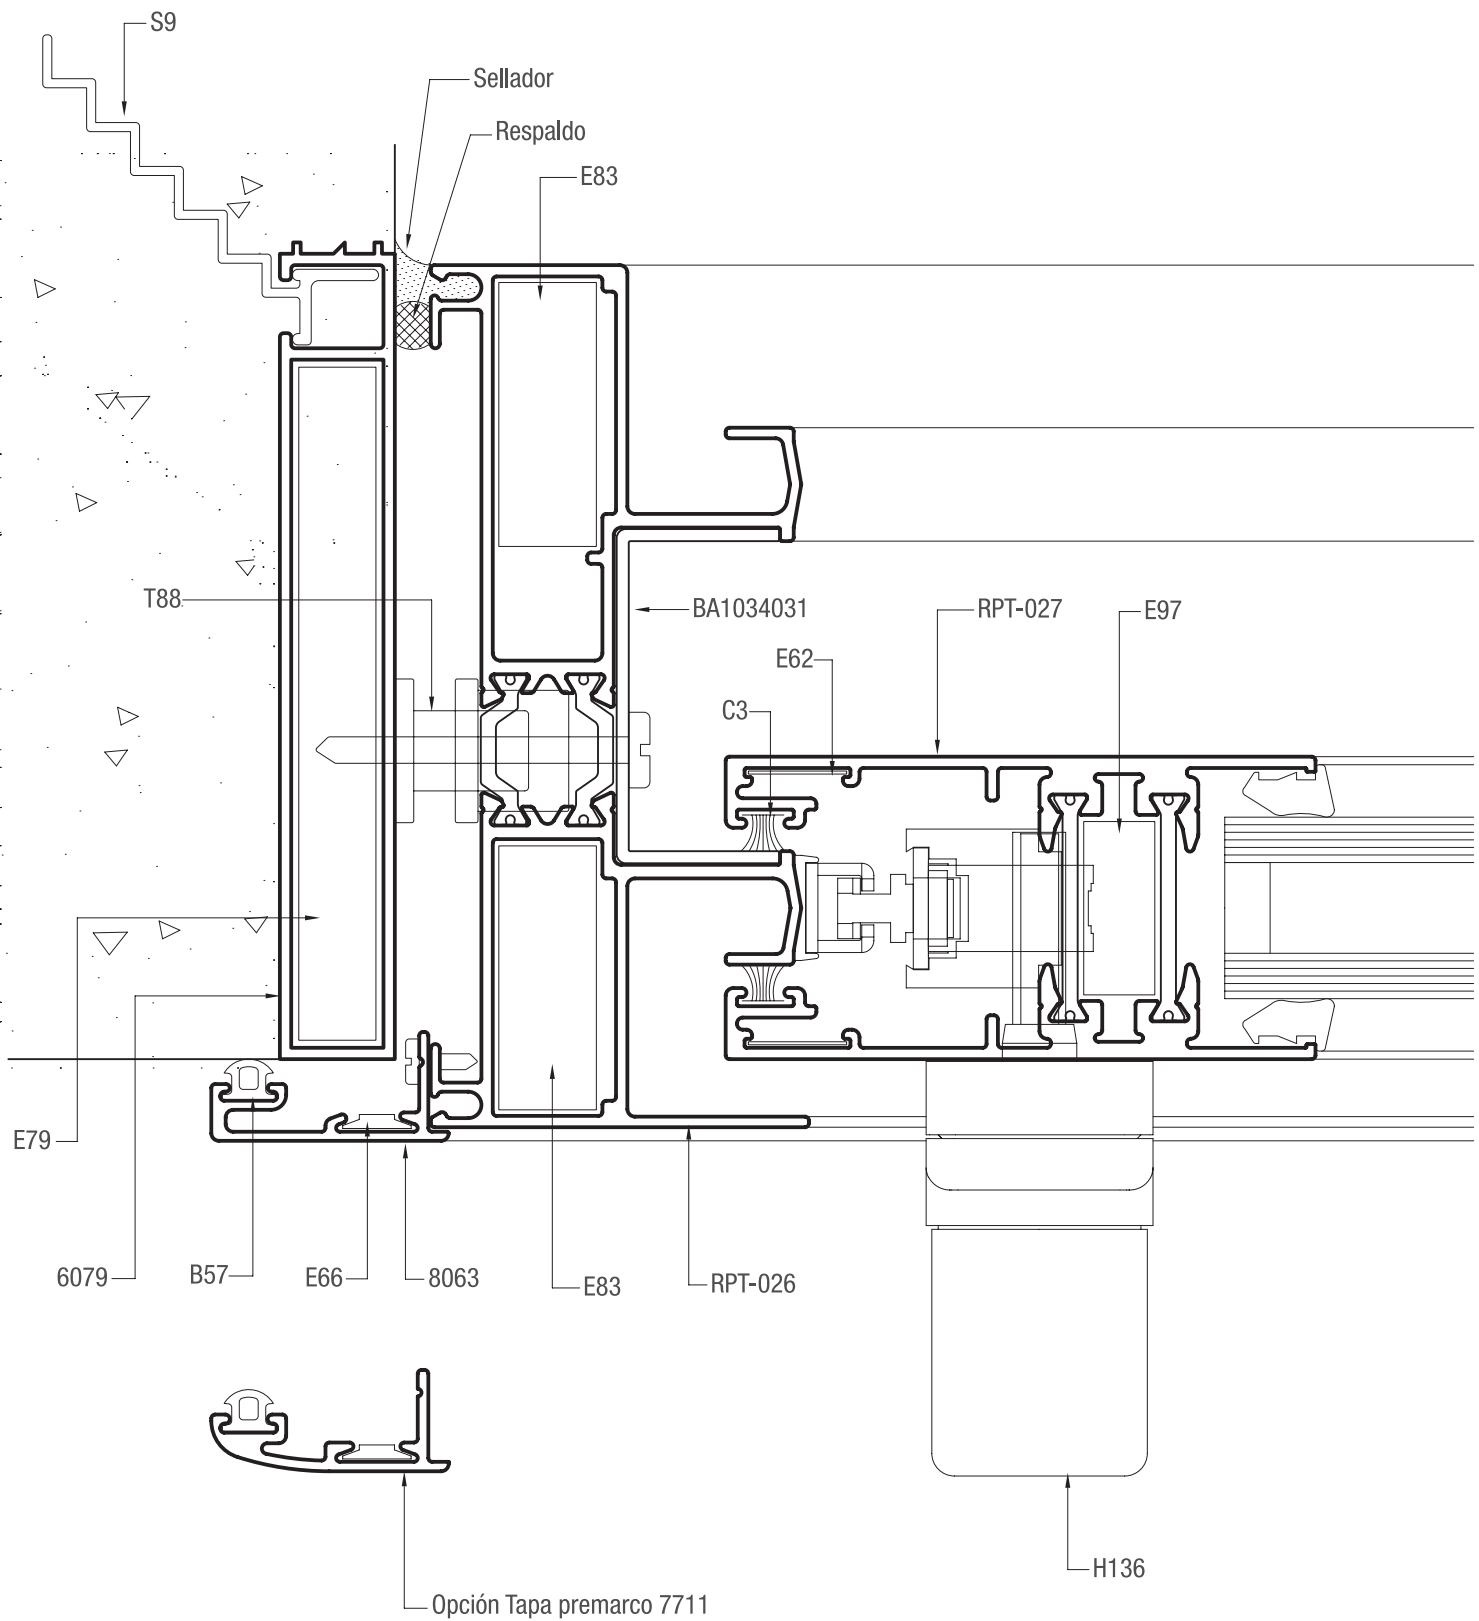 S9
Sellador
Respaldo
E83
T88
BA1034031
RPT-027
E97
E62
C3
E79
6079
B57
E66
8063
E83
RPT-026
H136
Opción Tapa premarco 7711